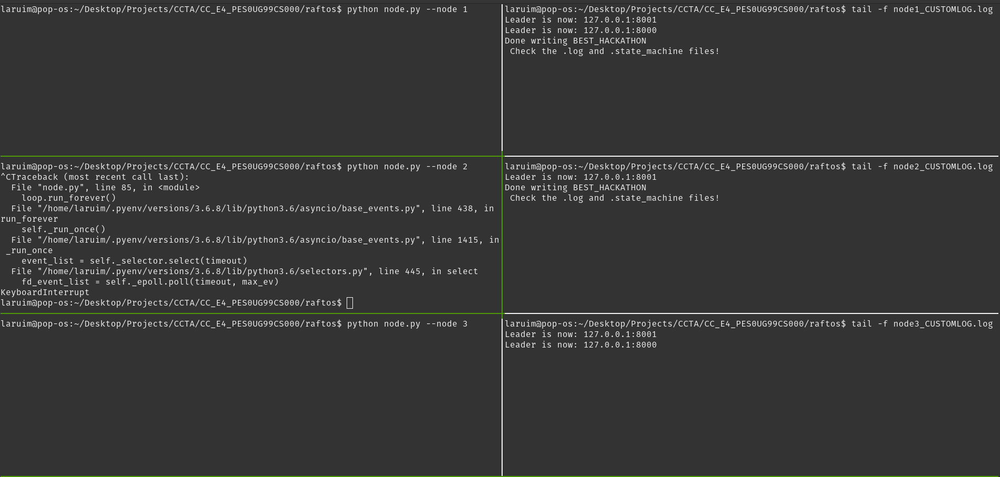 laruim@pop-os:~/Desktop/Projects/CCTA/CC_E4_PES0UG99CS000/raftos$ python node.py --node 1
laruim@pop-os:~/Desktop/Projects/CCTA/CC_E4_PES0UG99CS000/raftos$ tail -f node1_CUSTOMLOG.log
Leader is now: 127.0.0.1:8001
Leader is now: 127.0.0.1:8000
Done writing BEST_HACKATHON
 Check the .log and .state_machine files!
laruim@pop-os:~/Desktop/Projects/CCTA/CC_E4_PES0UG99CS000/raftos$ python node.py --node 2
^CTraceback (most recent call last):
  File "node.py", line 85, in <module>
    loop.run_forever()
  File "/home/laruim/.pyenv/versions/3.6.8/lib/python3.6/asyncio/base_events.py", line 438, in
run_forever
    self._run_once()
  File "/home/laruim/.pyenv/versions/3.6.8/lib/python3.6/asyncio/base_events.py", line 1415, in
 _run_once
    event_list = self._selector.select(timeout)
  File "/home/laruim/.pyenv/versions/3.6.8/lib/python3.6/selectors.py", line 445, in select
    fd_event_list = self._epoll.poll(timeout, max_ev)
KeyboardInterrupt
laruim@pop-os:~/Desktop/Projects/CCTA/CC_E4_PES0UG99CS000/raftos$
laruim@pop-os:~/Desktop/Projects/CCTA/CC_E4_PES0UG99CS000/raftos$ tail -f node2_CUSTOMLOG.log
Leader is now: 127.0.0.1:8001
Done writing BEST_HACKATHON
 Check the .log and .state_machine files!
laruim@pop-os:~/Desktop/Projects/CCTA/CC_E4_PES0UG99CS000/raftos$ python node.py --node 3
laruim@pop-os:~/Desktop/Projects/CCTA/CC_E4_PES0UG99CS000/raftos$ tail -f node3_CUSTOMLOG.log
Leader is now: 127.0.0.1:8001
Leader is now: 127.0.0.1:8000